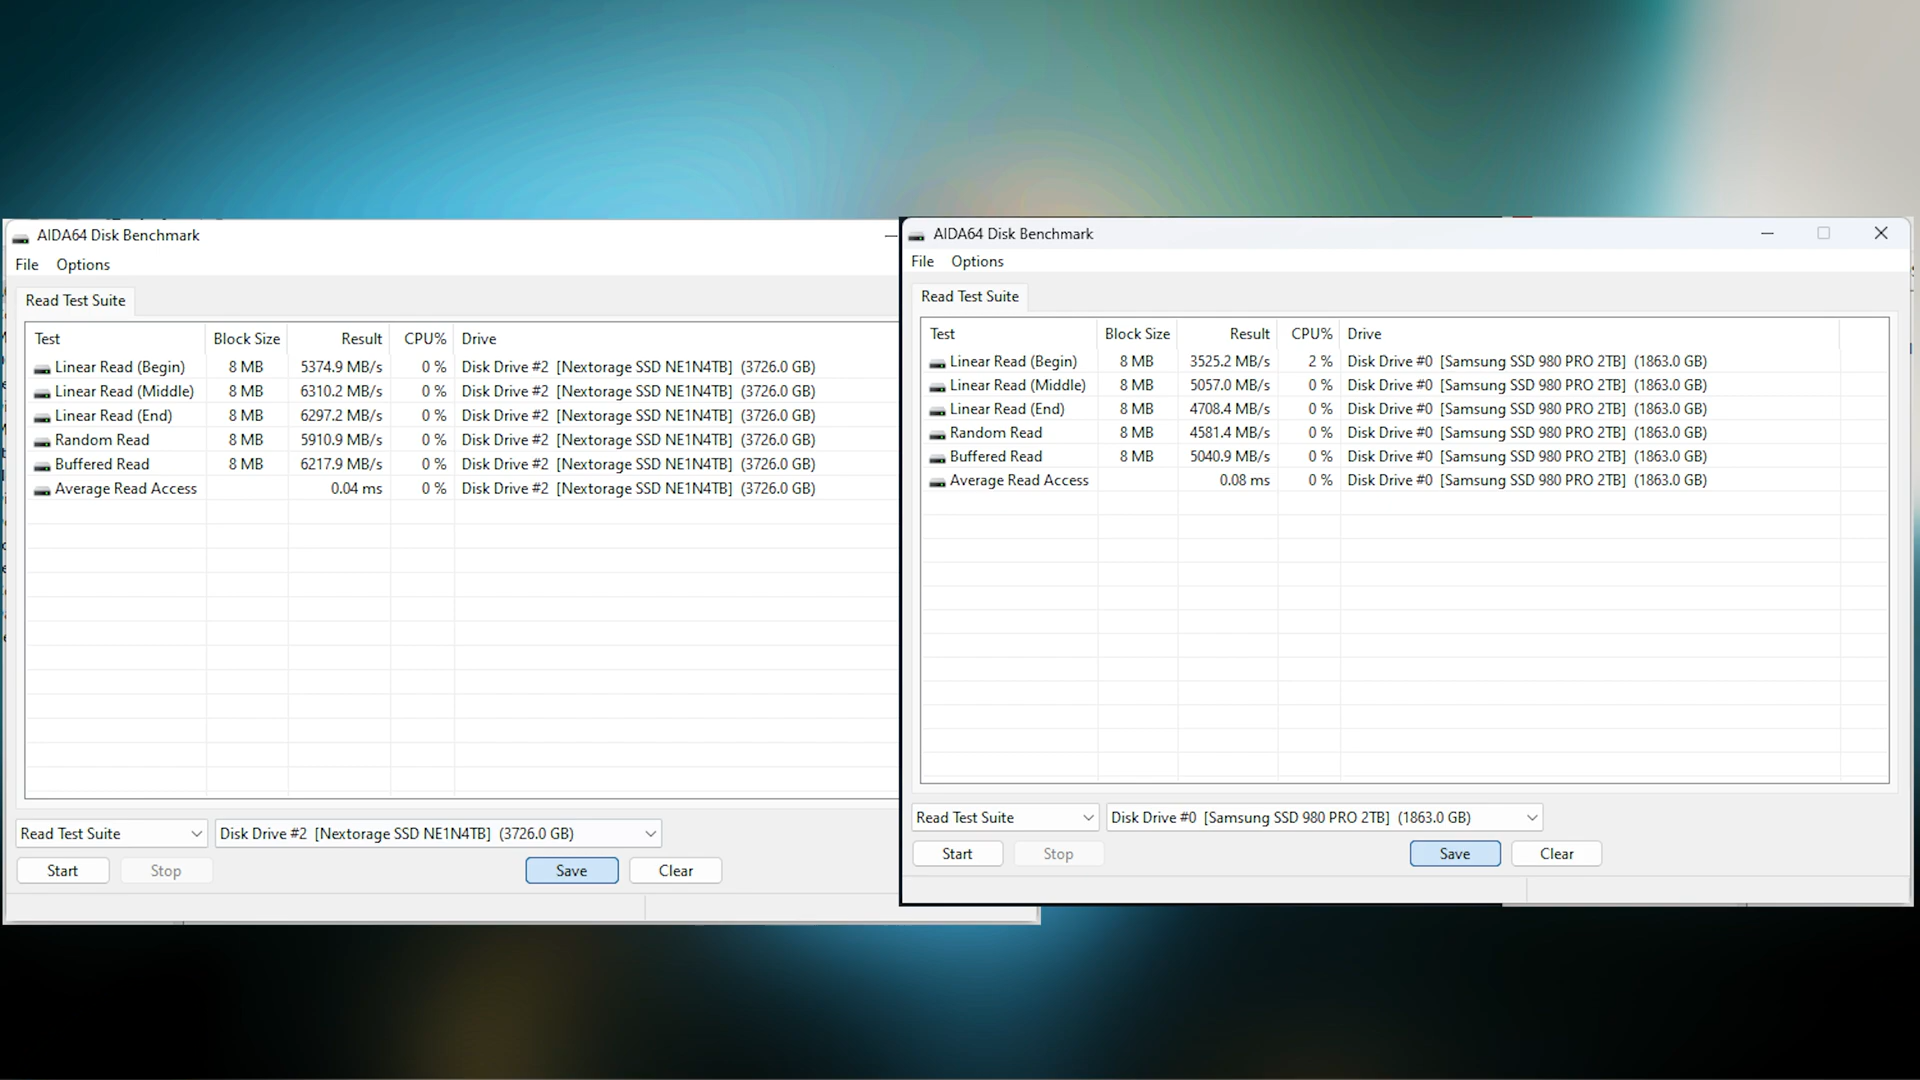 AIDA64 Disk Benchmark
File Options
Read Test Suite
Test Block Size Result CPU% Drive
Linear Read (Begin) 8 MB 5374.9 MB/s 0 % Disk Drive #2 [Nextorage SSD NE1N4TB] (3726.0 GB)
Linear Read (Middle) 8 MB 6310.2 MB/s 0 % Disk Drive #2 [Nextorage SSD NE1N4TB] (3726.0 GB)
Linear Read (End) 8 MB 6297.2 MB/s 0 % Disk Drive #2 [Nextorage SSD NE1N4TB] (3726.0 GB)
Random Read 8 MB 5910.9 MB/s 0 % Disk Drive #2 [Nextorage SSD NE1N4TB] (3726.0 GB)
Buffered Read 8 MB 6217.9 MB/s 0 % Disk Drive #2 [Nextorage SSD NE1N4TB] (3726.0 GB)
Average Read Access 0.04 ms 0 % Disk Drive #2 [Nextorage SSD NE1N4TB] (3726.0 GB)
Read Test Suite Disk Drive #2 [Nextorage SSD NE1N4TB] (3726.0 GB)
Start Stop Save Clear
AIDA64 Disk Benchmark
File Options
Read Test Suite
Test Block Size Result CPU% Drive
Linear Read (Begin) 8 MB 3525.2 MB/s 2 % Disk Drive #0 [Samsung SSD 980 PRO 2TB] (1863.0 GB)
Linear Read (Middle) 8 MB 5057.0 MB/s 0 % Disk Drive #0 [Samsung SSD 980 PRO 2TB] (1863.0 GB)
Linear Read (End) 8 MB 4708.4 MB/s 0 % Disk Drive #0 [Samsung SSD 980 PRO 2TB] (1863.0 GB)
Random Read 8 MB 4581.4 MB/s 0 % Disk Drive #0 [Samsung SSD 980 PRO 2TB] (1863.0 GB)
Buffered Read 8 MB 5040.9 MB/s 0 % Disk Drive #0 [Samsung SSD 980 PRO 2TB] (1863.0 GB)
Average Read Access 0.08 ms 0 % Disk Drive #0 [Samsung SSD 980 PRO 2TB] (1863.0 GB)
Read Test Suite Disk Drive #0 [Samsung SSD 980 PRO 2TB] (1863.0 GB)
Start Stop Save Clear